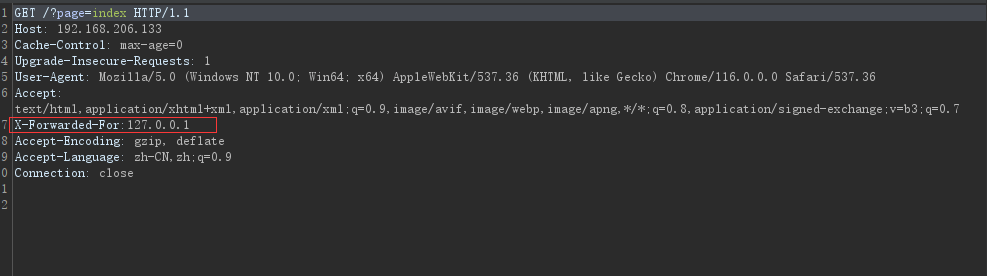 1 GET /?page=index HTTP/1.1
2 Host: 192.168.206.133
3 Cache-Control: max-age=0
4 Upgrade-Insecure-Requests: 1
5 User-Agent: Mozilla/5.0 (Windows NT 10.0; Win64; x64) AppleWebKit/537.36 (KHTML, like Gecko) Chrome/116.0.0.0 Safari/537.36
6 Accept:
text/html,application/xhtml+xml,application/xml;q=0.9,image/avif,image/webp,image/apng,*/*;q=0.8,application/signed-exchange;v=b3;q=0.7
7 X-Forwarded-For:127.0.0.1
8 Accept-Encoding: gzip, deflate
9 Accept-Language: zh-CN,zh;q=0.9
0 Connection: close
1
2